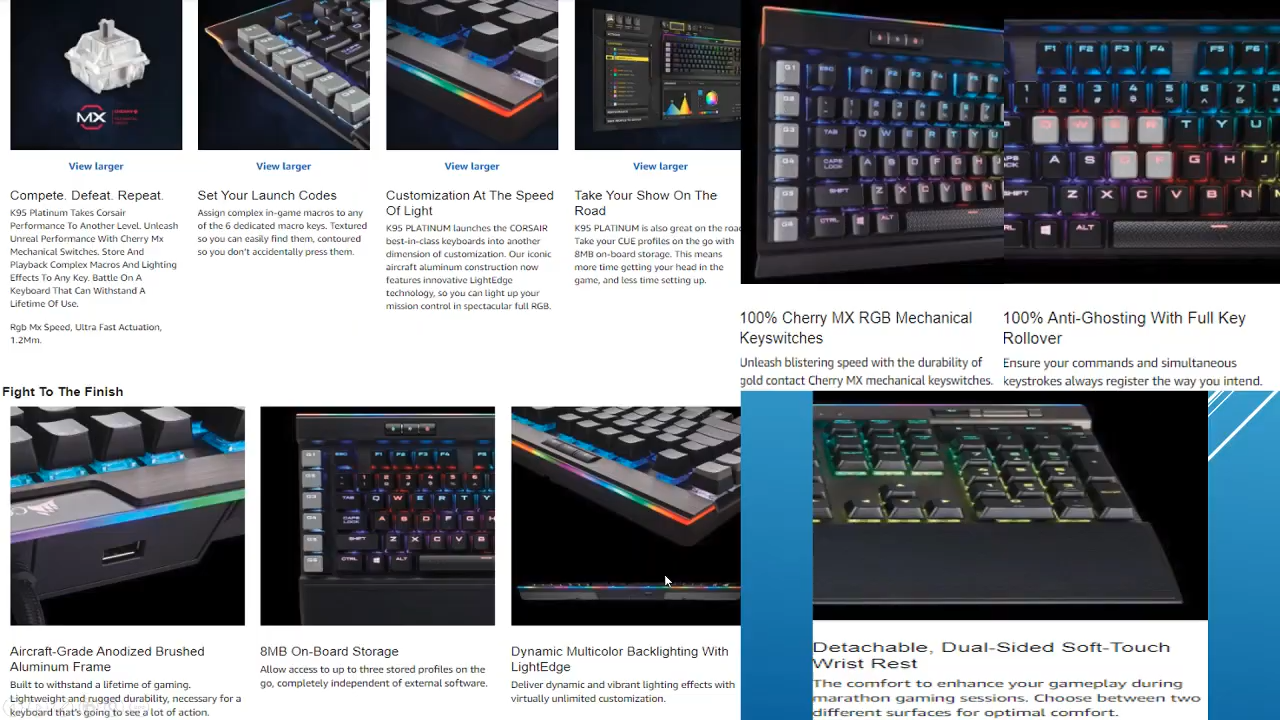 MX
View larger
View larger
View larger
View larger
Compete. Defeat. Repeat.
K95 Platinum Takes Corsair
Performance To Another Level. Unleash
Unreal Performance With Cherry Mx
Mechanical Switches. Store And
Playback Complex Macros And Lighting
Effects To Any Key. Battle On A
Keyboard That Can Withstand A
Lifetime Of Use.
Rgb Mx Speed, Ultra Fast Actuation,
1.2Mm.
Set Your Launch Codes
Assign complex in-game macros to any
of the 6 dedicated macro keys. Textured
so you can easily find them, contoured
so you don't accidentally press them.
Customization At The Speed
Of Light
K95 PLATINUM launches the CORSAIR
best-in-class keyboards into another
dimension of customization. Our iconic
aircraft aluminum construction now
features innovative LightEdge
technology, so you can light up your
mission control in spectacular full RGB.
Take Your Show On The
Road
K95 PLATINUM is also great on the road
Take your CUE profiles on the go with
8MB on-board storage. This means
more time getting your head in the
game, and less time setting up.
100% Cherry MX RGB Mechanical
Keyswitches
Unleash blistering speed with the durability of
gold contact Cherry MX mechanical keyswitches.
100% Anti-Ghosting With Full Key
Rollover
Ensure your commands and simultaneous
keystrokes always register the way you intend.
Fight To The Finish
Aircraft-Grade Anodized Brushed
Aluminum Frame
Built to withstand a lifetime of gaming.
Lightweight and rugged durability, necessary for a
keyboard that's going to see a lot of action.
8MB On-Board Storage
Allow access to up to three stored profiles on the
go, completely independent of external software.
Dynamic Multicolor Backlighting With
LightEdge
Deliver dynamic and vibrant lighting effects with
virtually unlimited customization.
Detachable, Dual-Sided Soft-Touch
Wrist Rest
The comfort to enhance your gameplay during
marathon gaming sessions. Choose between two
different surfaces for optimal comfort.